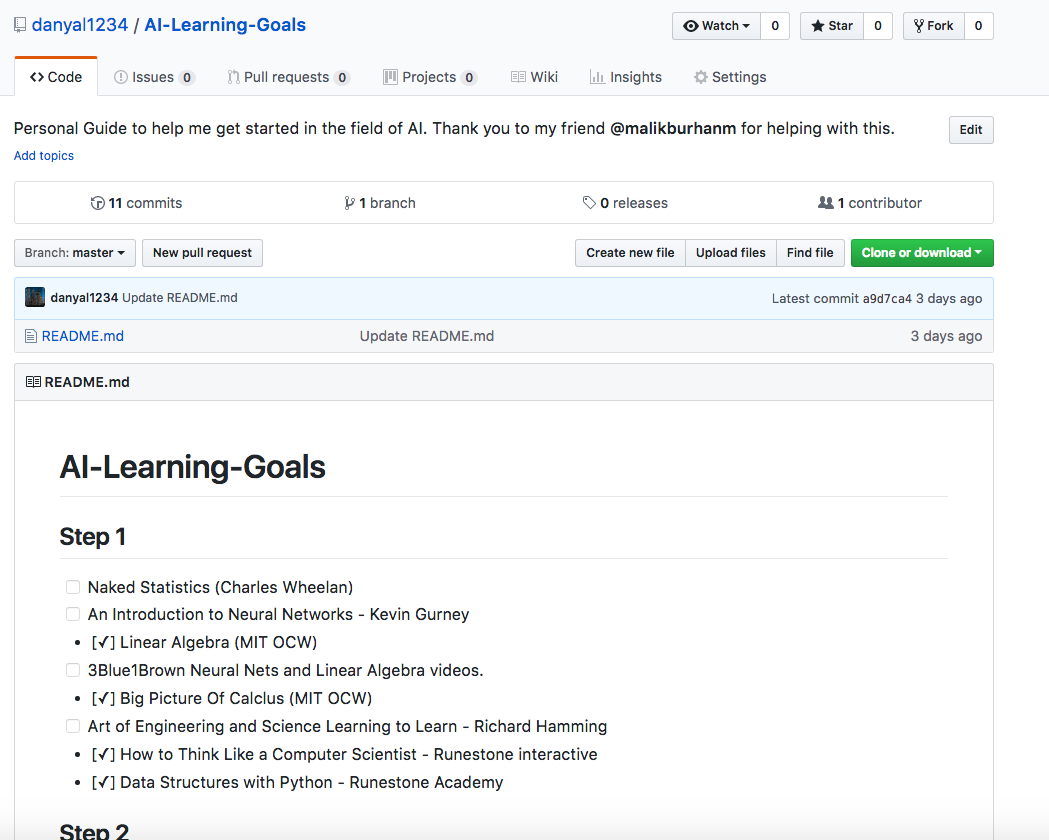 danyal1234 / AI-Learning-Goals
Watch 0 Star 0 Fork 0
Code Issues 0 Pull requests 0 Projects 0 Wiki Insights Settings
Personal Guide to help me get started in the field of AI. Thank you to my friend @malikburhanm for helping with this.
Edit
Add topics
11 commits 1 branch 0 releases 1 contributor
Branch: master New pull request Create new file Upload files Find file Clone or download
danyal1234 Update README.md Latest commit a9d7ca4 3 days ago
README.md Update README.md 3 days ago
README.md
AI-Learning-Goals
Step 1
Naked Statistics (Charles Wheelan)
An Introduction to Neural Networks - Kevin Gurney
• [✓] Linear Algebra (MIT OCW)
3Blue1Brown Neural Nets and Linear Algebra videos.
• [✓] Big Picture Of Calclus (MIT OCW)
Art of Engineering and Science Learning to Learn - Richard Hamming
• [✓] How to Think Like a Computer Scientist - Runestone interactive
• [✓] Data Structures with Python - Runestone Academy
Step 2